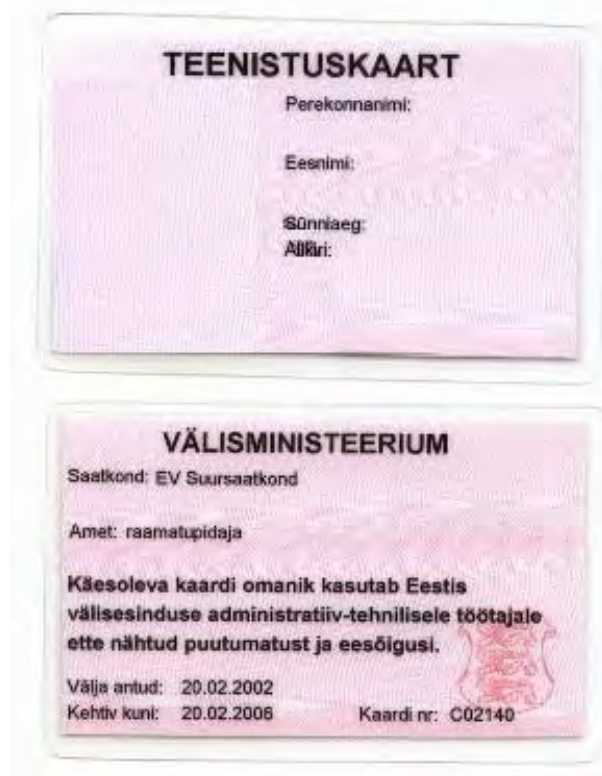 TEENISTUSKAART
Perekonnanimi:
Eesnimi:
Sünniaeg:
Allkiri:
VÄLISMINISTEERIUM
Saatkond: EV Suursaatkond
Amet: raamatupidaja
Käesoleva kaardi omanik kasutab Eestis
välisesinduse administratiiv-tehnilisele töötajale
ette nähtud puutumatust ja eesõigusi.
Välja antud: 20.02.2002
Kehtiv kuni: 20.02.2006 Kaardi nr: C02140